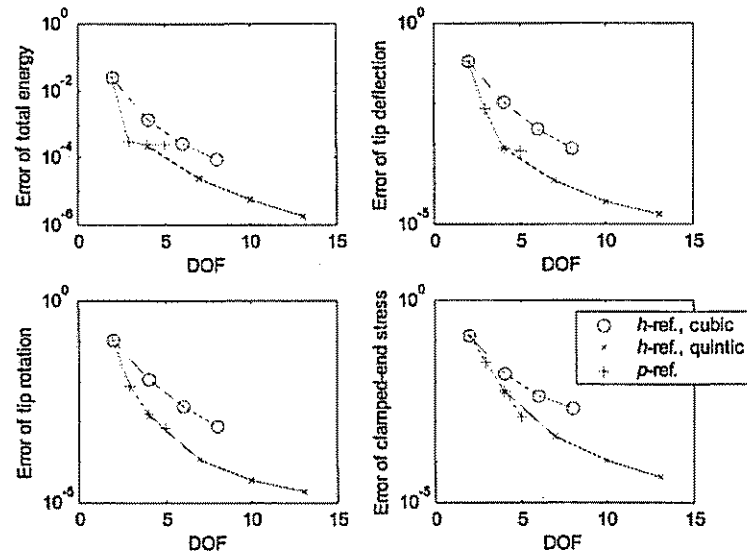 10^0
10^-2
10^-4
10^-6
0
5
10
15
DOF
Error of total energy
10^0
10^-5
0
5
10
15
DOF
Error of tip deflection
10^0
10^-5
0
5
10
15
DOF
Error of tip rotation
10^0
10^-5
0
5
10
15
DOF
Error of clamped-end stress
h-ref., cubic
h-ref., quintic
p-ref.